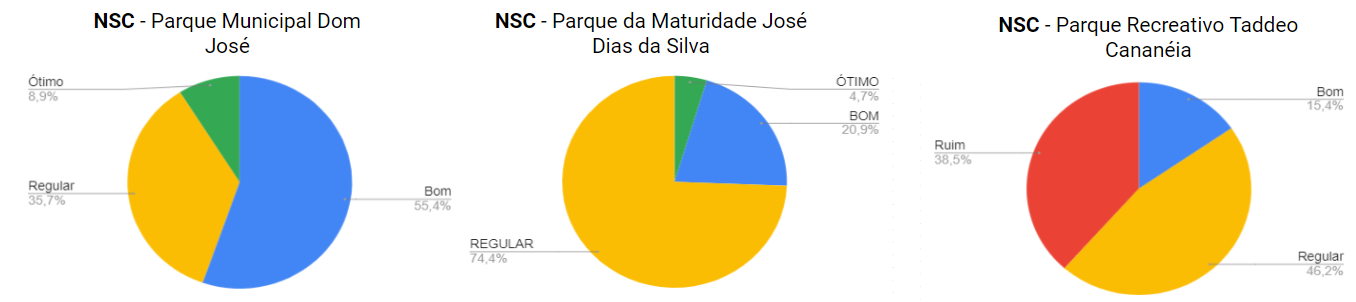 NSC - Parque Municipal Dom
José
Ótimo
8,9%
Regular
35,7%
Bom
55,4%
NSC - Parque da Maturidade José
Dias da Silva
ÓTIMO
4,7%
BOM
20,9%
REGULAR
74,4%
NSC - Parque Recreativo Taddeo
Cananéia
Bom
15,4%
Ruim
38,5%
Regular
46,2%